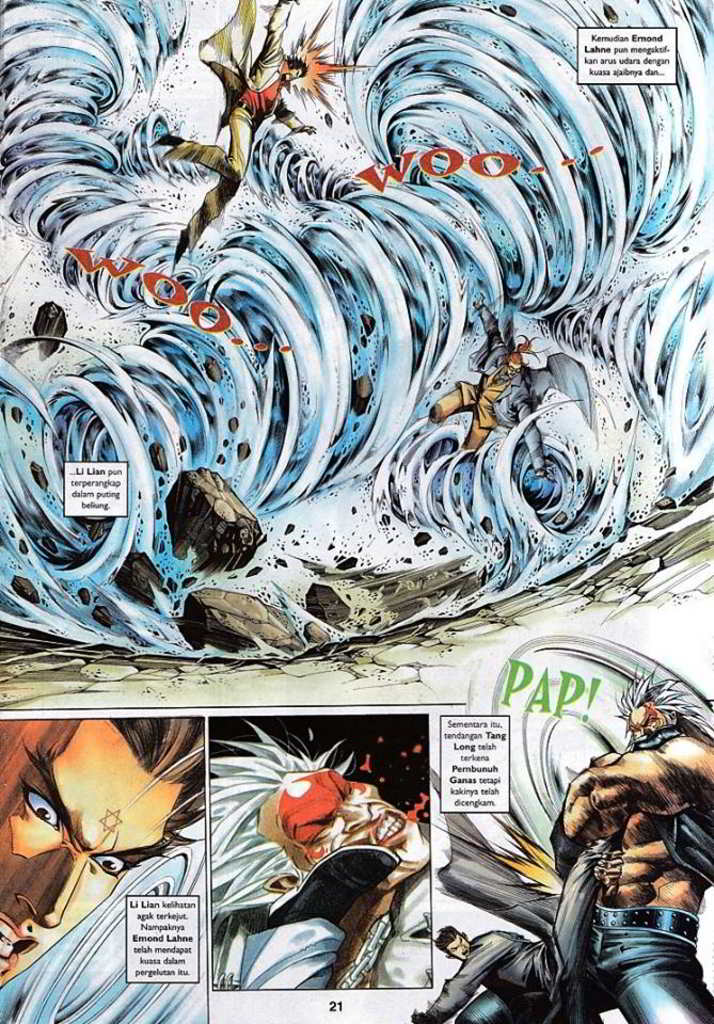 Kemudian Ernond
Lahne pun mengaktif-
kan arus udara dengan
kuasa ajaibnya dan...
WOO...
WOO...
...Li Lian pun
terperangkap
dalam puting
beliung.
PAP!
Sementara itu,
tendangan Tang
Long telah
terkena
Pembunuh
Ganas tetapi
kakinya telah
dicengkam.
Li Lian kelihatan
agak terkejut.
Nampaknya
Ernond Lahne
telah mendapat
kuasa dalam
pergelutan itu.
21